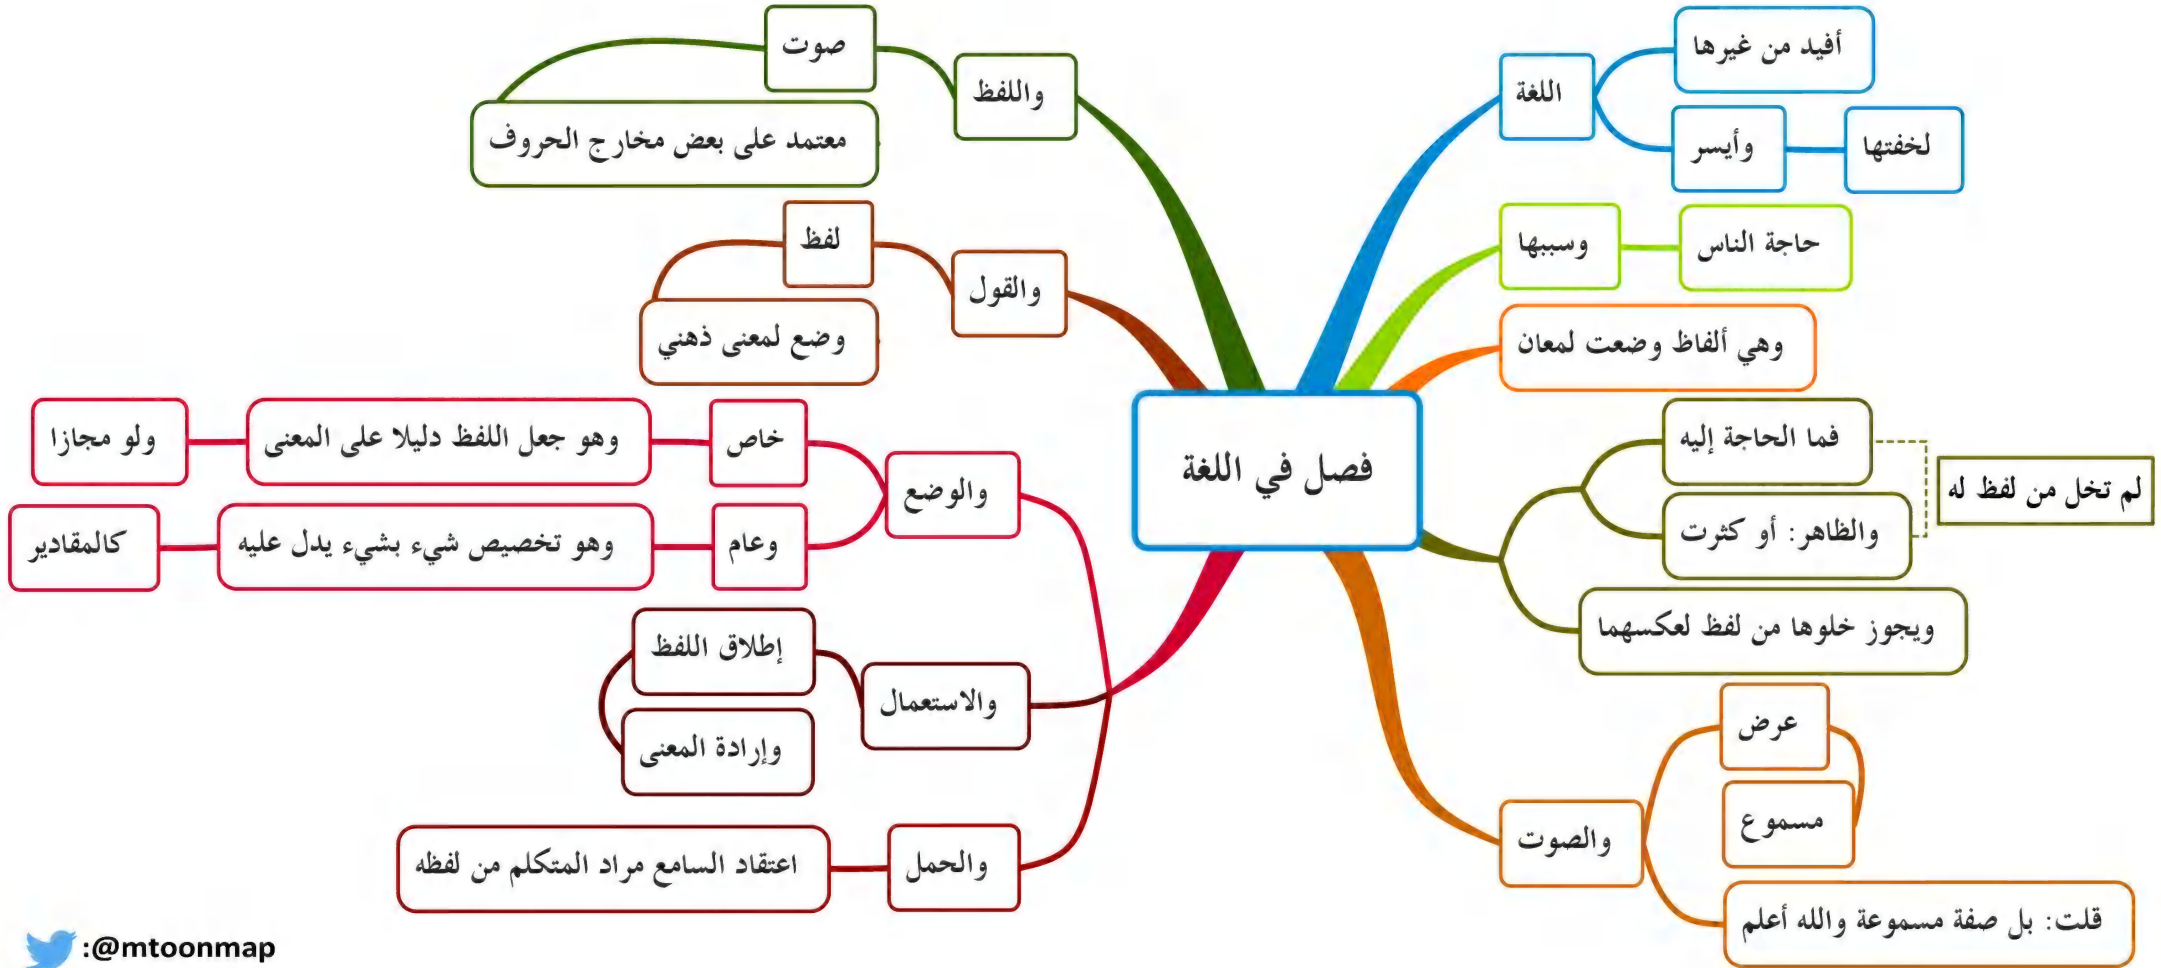 فصل في اللغة
اللغة
أفيد من غيرها
وأيسر
لخفتها
وسببها
حاجة الناس
وهي ألفاظ وضعت لمعان
فما الحاجة إليه
والظاهر: أو كثرت
لم تخل من لفظ له
ويجوز خلوها من لفظ لعكسهما
والصوت
عرض
مسموع
قلت: بل صفة مسموعة والله أعلم
واللفظ
صوت
معتمد على بعض مخارج الحروف
والقول
لفظ
وضع لمعنى ذهني
والوضع
خاص
وهو جعل اللفظ دليلا على المعنى
ولو مجازا
وعام
وهو تخصيص شيء بشيء يدل عليه
كالمقادير
والاستعمال
إطلاق اللفظ
وإرادة المعنى
والحمل
اعتقاد السامع مراد المتكلم من لفظه
:@mtoonmap